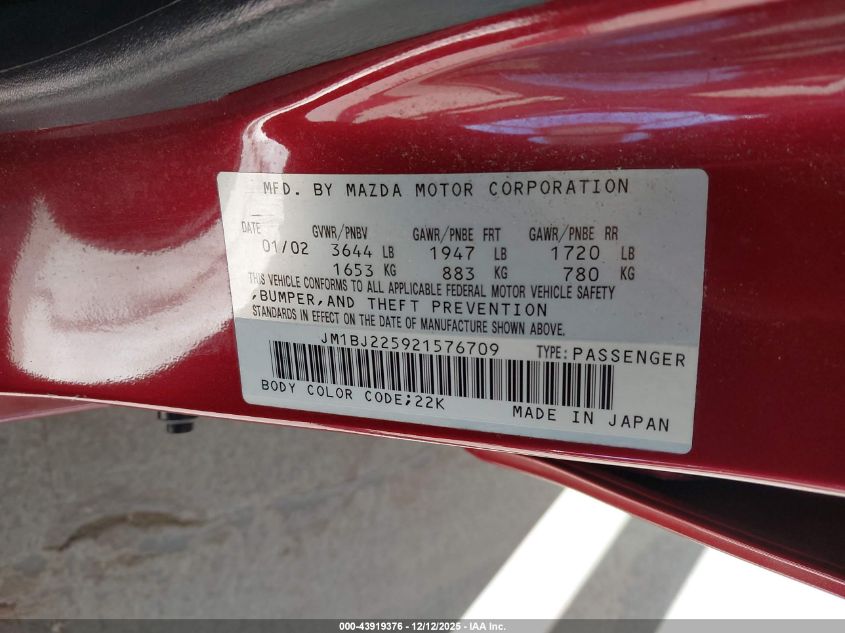 MFD. BY MAZDA MOTOR CORPORATION
DATE GVWR/PNBV GAWR/PNBE FRT GAWR/PNBE RR
01/02 3644 LB 1947 LB 1720 LB
1653 KG 883 KG 780 KG
THIS VEHICLE CONFORMS TO ALL APPLICABLE FEDERAL MOTOR VEHICLE SAFETY
,BUMPER,AND THEFT PREVENTION
STANDARDS IN EFFECT ON THE DATE OF MANUFACTURE SHOWN ABOVE.
JM1BJ225921576709 TYPE:PASSENGER
BODY COLOR CODE;22K MADE IN JAPAN
000-43919376 - 12/12/2025 - IAA Inc.